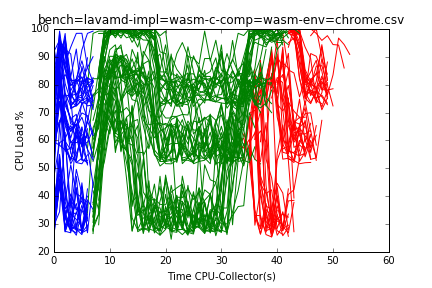 bench=lavamd-impl=wasm-c-comp=wasm-env=chrome.csv
100
90
80
70
60
50
40
30
20
CPU Load %
0 10 20 30 40 50 60
Time CPU-Collector(s)